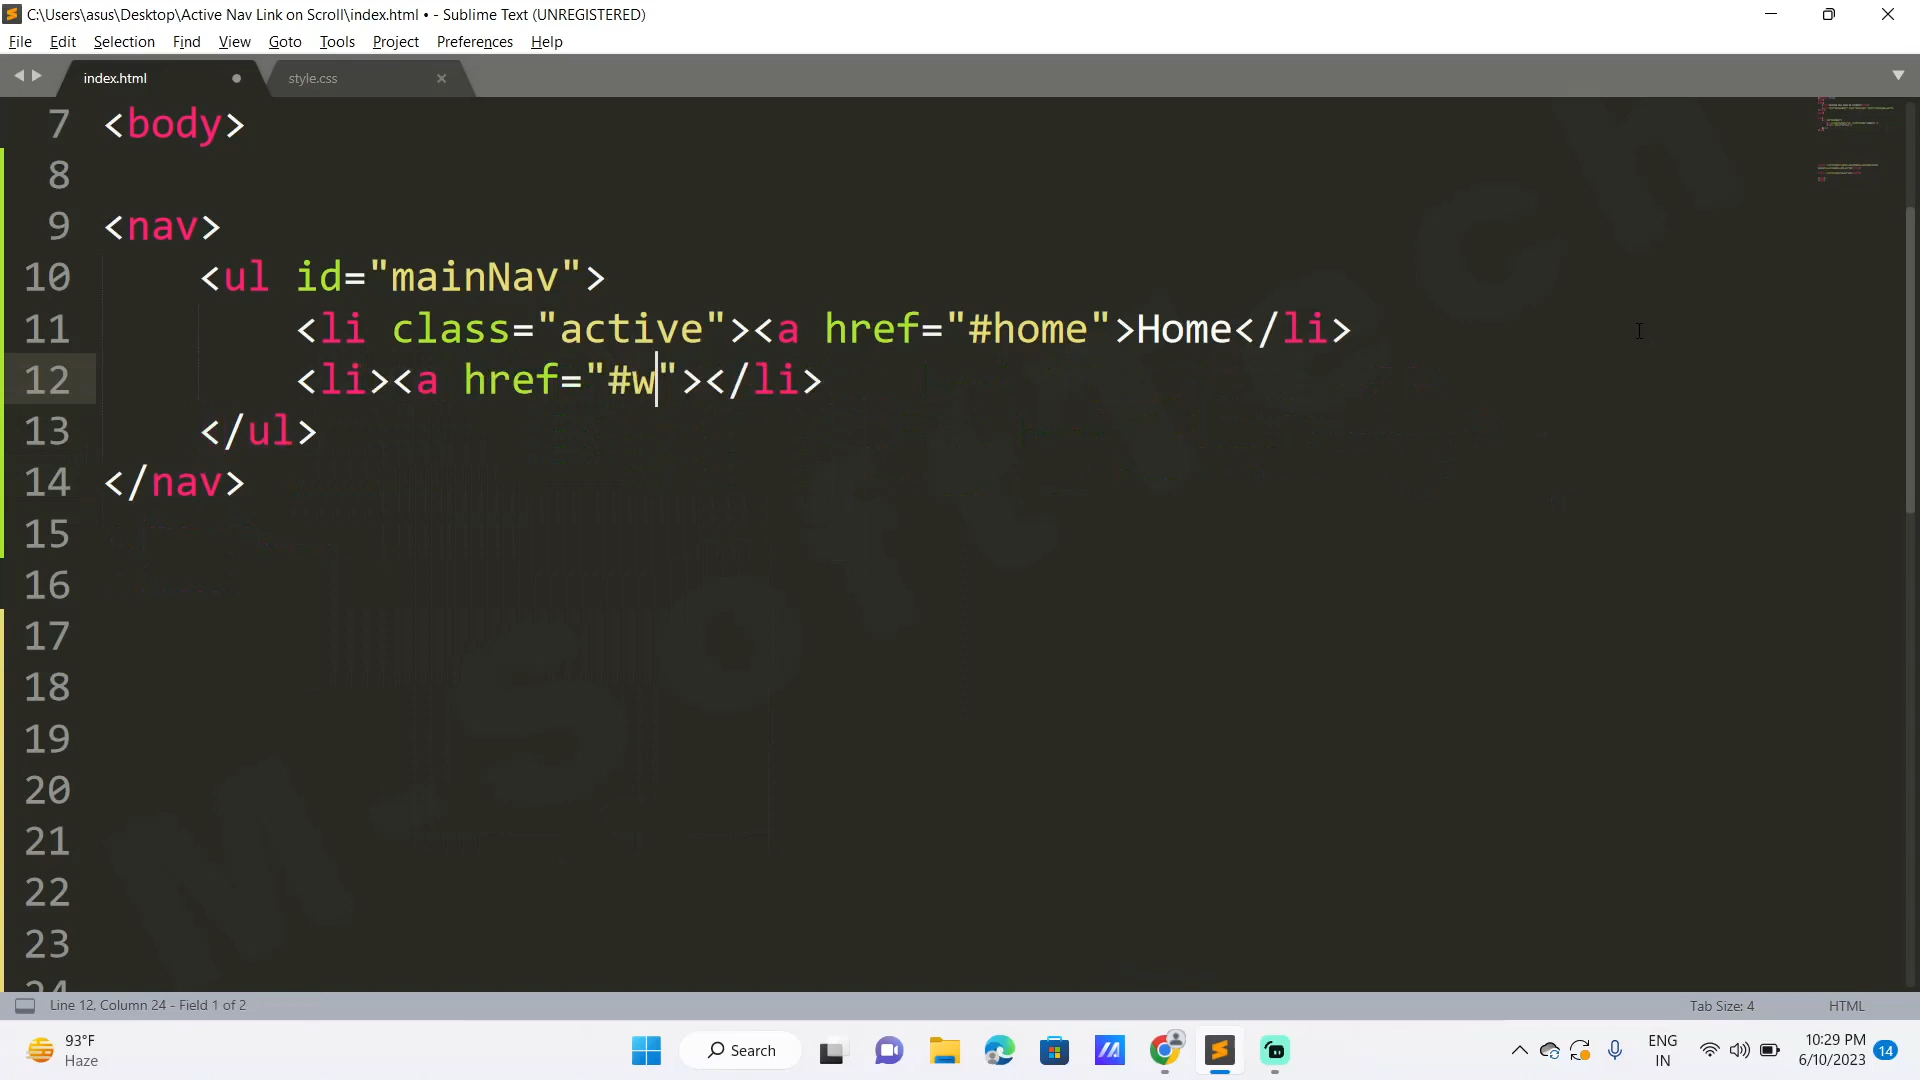 C:\Users\asus\Desktop\Active Nav Link on Scroll\index.html • - Sublime Text (UNREGISTERED)
File Edit Selection Find View Goto Tools Project Preferences Help
index.html style.css
7 <body>
8
9 <nav>
10 <ul id="mainNav">
11 <li class="active"><a href="#home">Home</li>
12 <li><a href="#w"></li>
13 </ul>
14 </nav>
15
16
17
18
19
20
21
22
23
24
M.Softtech
Line 12, Column 24 - Field 1 of 2 Tab Size: 4 HTML
93°F
Haze
Search
ENG
IN
10:29 PM
6/10/2023
14